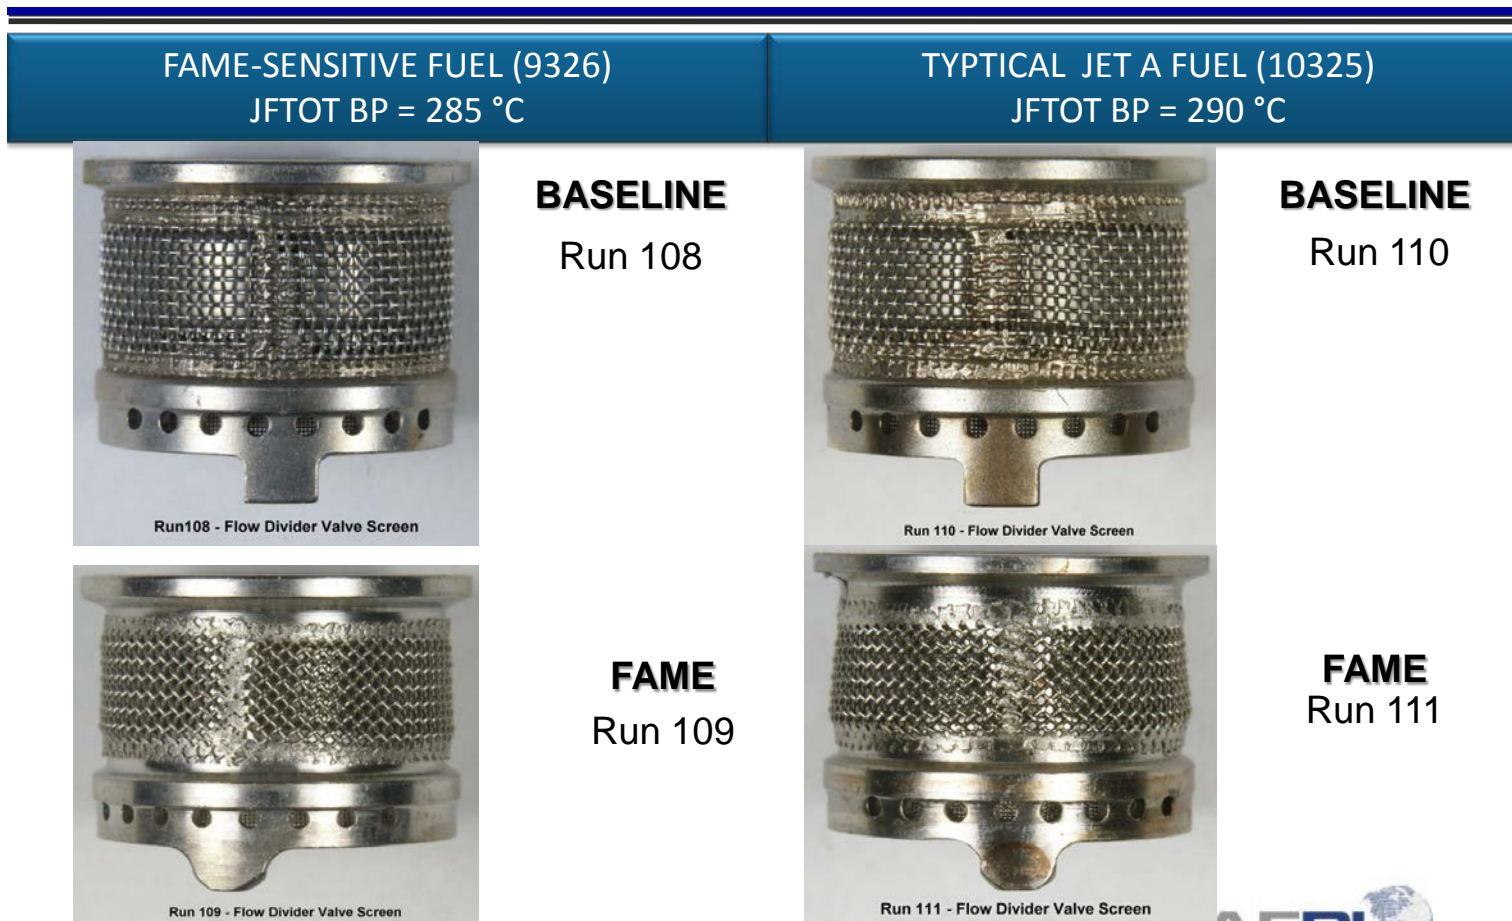 FAME-SENSITIVE FUEL (9326)
JFTOT BP = 285 °C
TYPTICAL JET A FUEL (10325)
JFTOT BP = 290 °C
BASELINE
Run 108
Run108 - Flow Divider Valve Screen
BASELINE
Run 110
Run 110 - Flow Divider Valve Screen
FAME
Run 109
Run 109 - Flow Divider Valve Screen
FAME
Run 111
Run 111 - Flow Divider Valve Screen